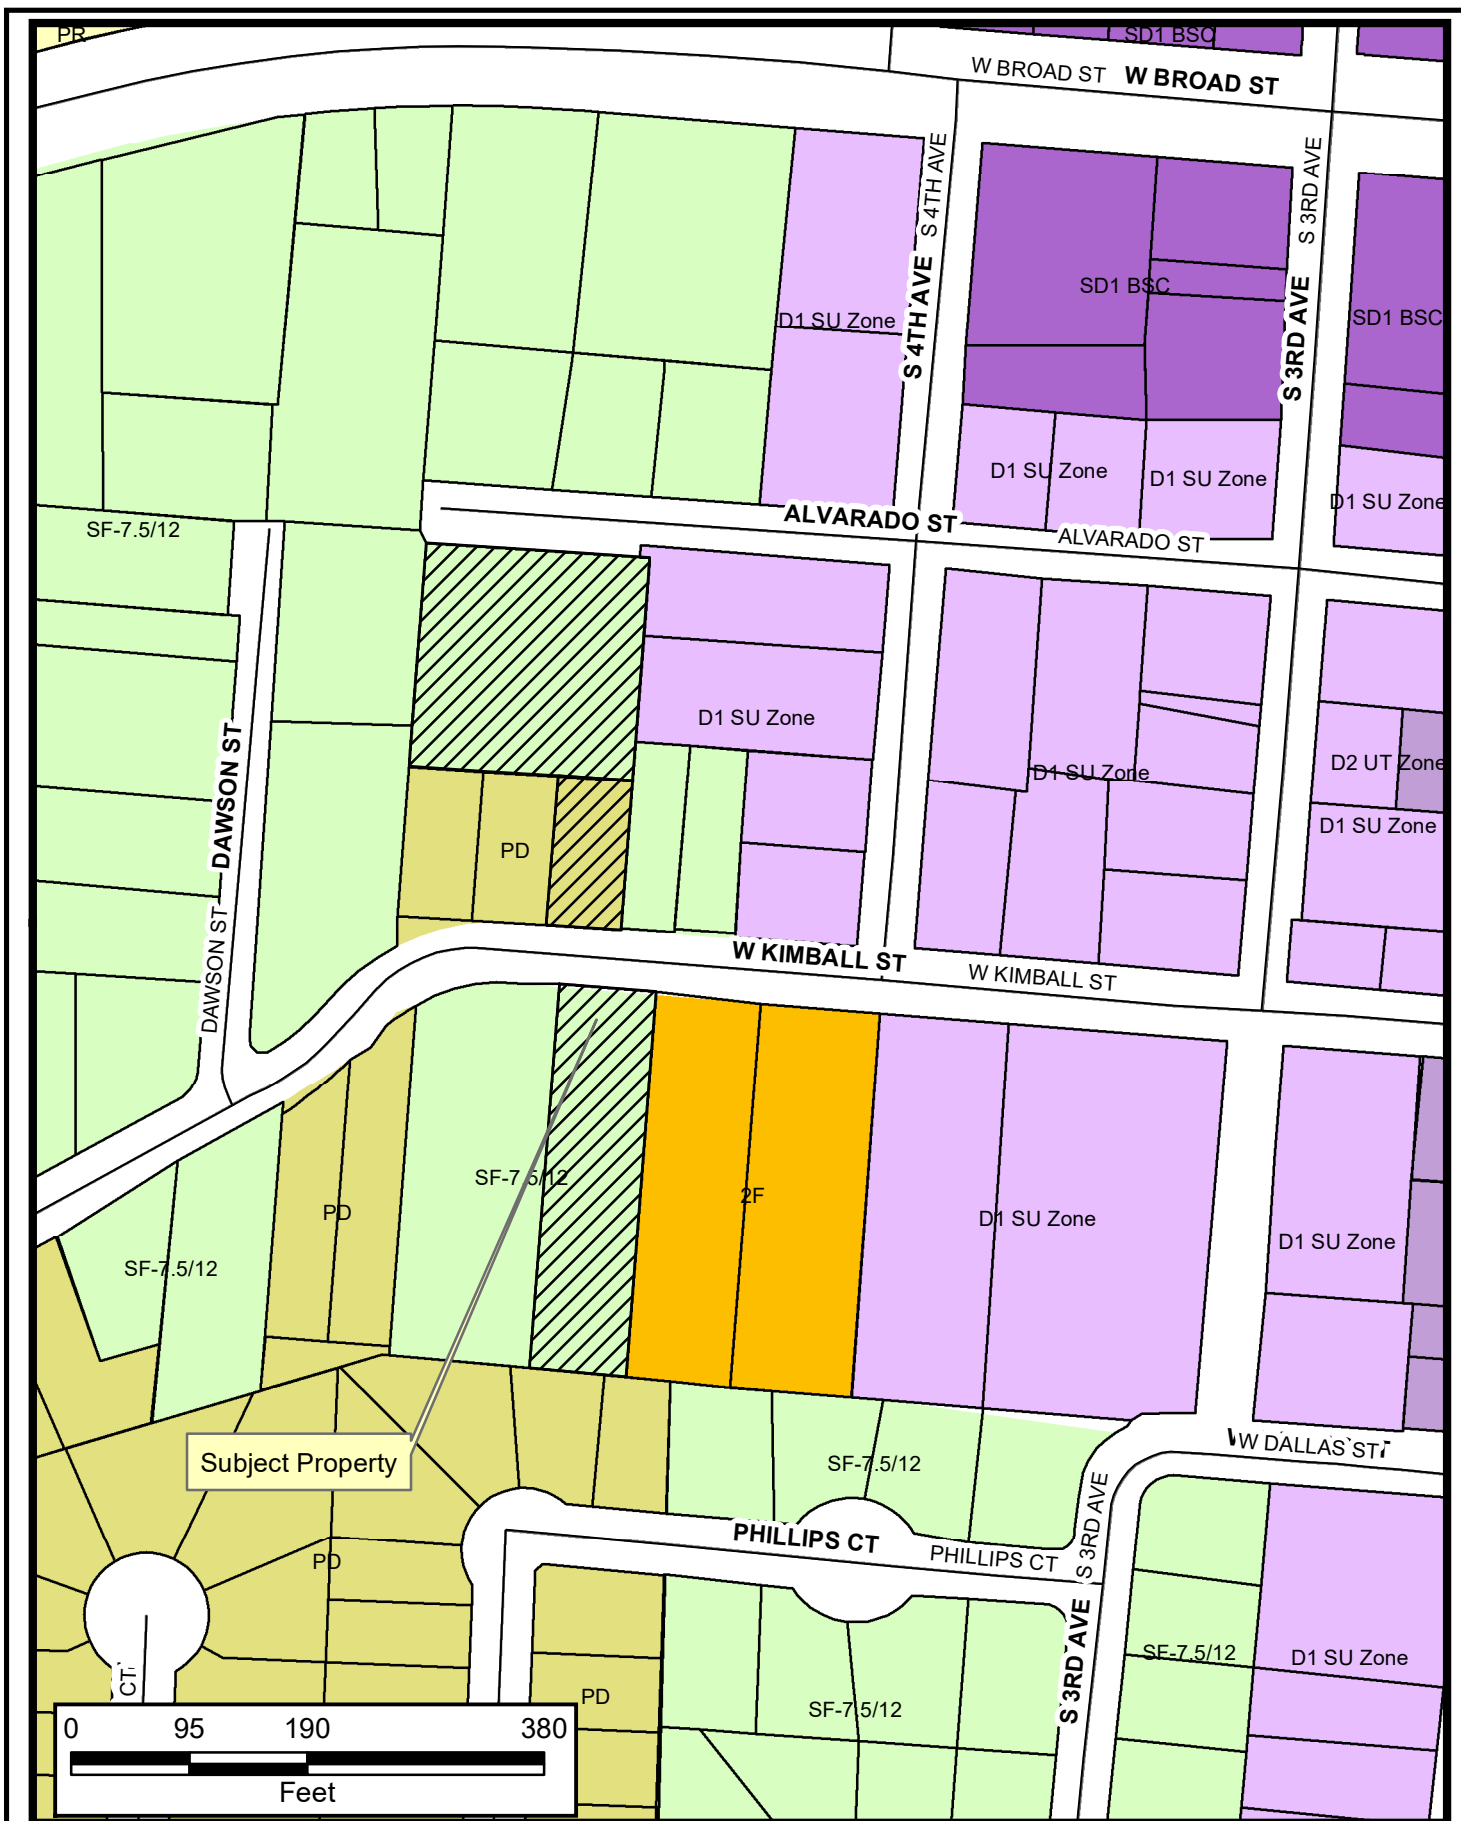 PR
SD1 BSC
W BROAD ST
W BROAD ST
S 4TH AVE
S 3RD AVE
S 4TH AVE
S 3RD AVE
SD1 BSC
SD1 BSC
D1 SU Zone
D1 SU Zone
D1 SU Zone
D1 SU Zone
ALVARADO ST
ALVARADO ST
SF-7.5/12
D1 SU Zone
D1 SU Zone
D2 UT Zone
D1 SU Zone
DAWSON ST
DAWSON ST
PD
W KIMBALL ST
W KIMBALL ST
SF-7.5/12
2F
PD
D1 SU Zone
D1 SU Zone
SF-7.5/12
Subject Property
SF-7.5/12
W DALLAS ST
S 3RD AVE
PHILLIPS CT
PHILLIPS CT
PD
S 3RD AVE
SF-7.5/12
D1 SU Zone
CT
PD
SF-7.5/12
0 95 190 380
Feet